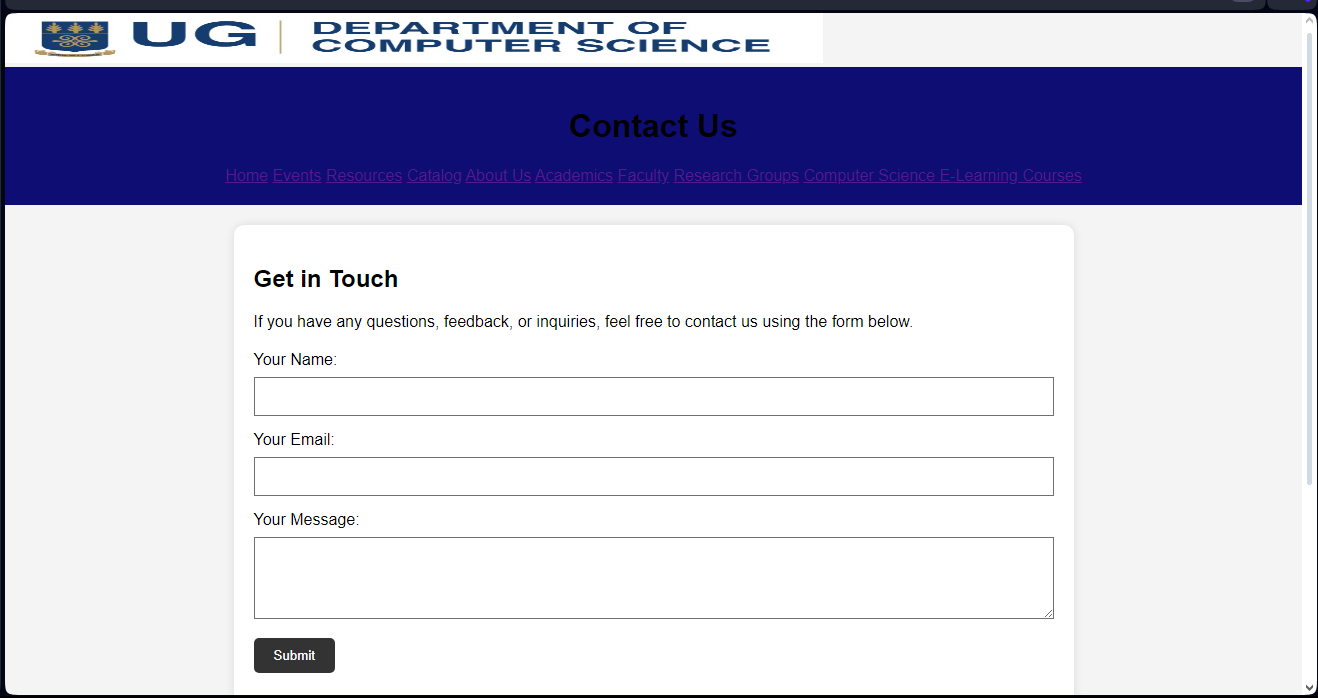 UG
DEPARTMENT OF
COMPUTER SCIENCE
Contact Us
Home Events Resources Catalog About Us Academics Faculty Research Groups Computer Science E-Learning Courses
Get in Touch
If you have any questions, feedback, or inquiries, feel free to contact us using the form below.
Your Name:
Your Email:
Your Message:
Submit